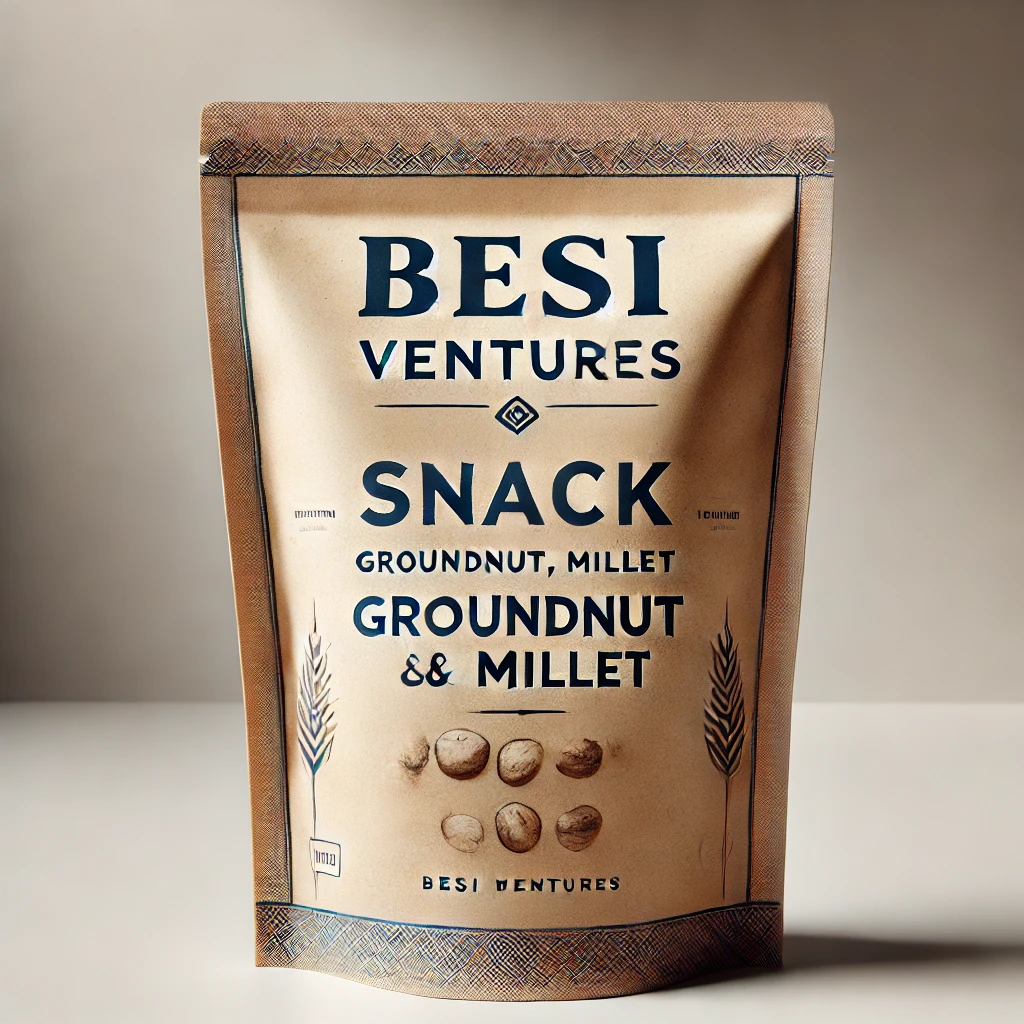 BESI
VENTURES
SNACK
GROUNDNUT, MILLET
GROUNDNUT
&& MILLET
BESI VENTURES